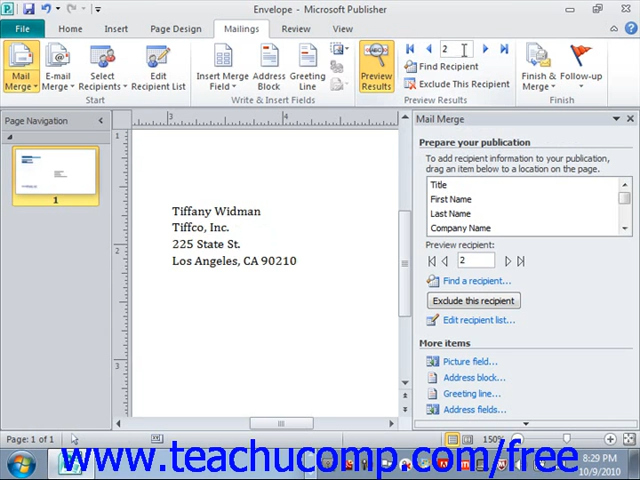 Envelope - Microsoft Publisher
File Home Insert Page Design Mailings Review View
Mail Merge
E-mail Merge
Select Recipients
Edit Recipient List
Start
Insert Merge Field
Address Block
Greeting Line
Write & Insert Fields
Preview Results
2
Find Recipient
Exclude This Recipient
Preview Results
Finish & Merge
Follow-up
Finish
Page Navigation
1
3 4
1
2
3
Tiffany Widman
Tiffco, Inc.
225 State St.
Los Angeles, CA 90210
Mail Merge
Prepare your publication
To add recipient information to your publication,
drag an item below to a location on the page.
Title
First Name
Last Name
Company Name
Preview recipient:
2
Find a recipient...
Exclude this recipient
Edit recipient list...
More items
Picture field...
Address block...
Greeting line...
Address fields...
Page: 1 of 1
150%
www.teachucomp.com/free
8:29 PM
10/9/2010